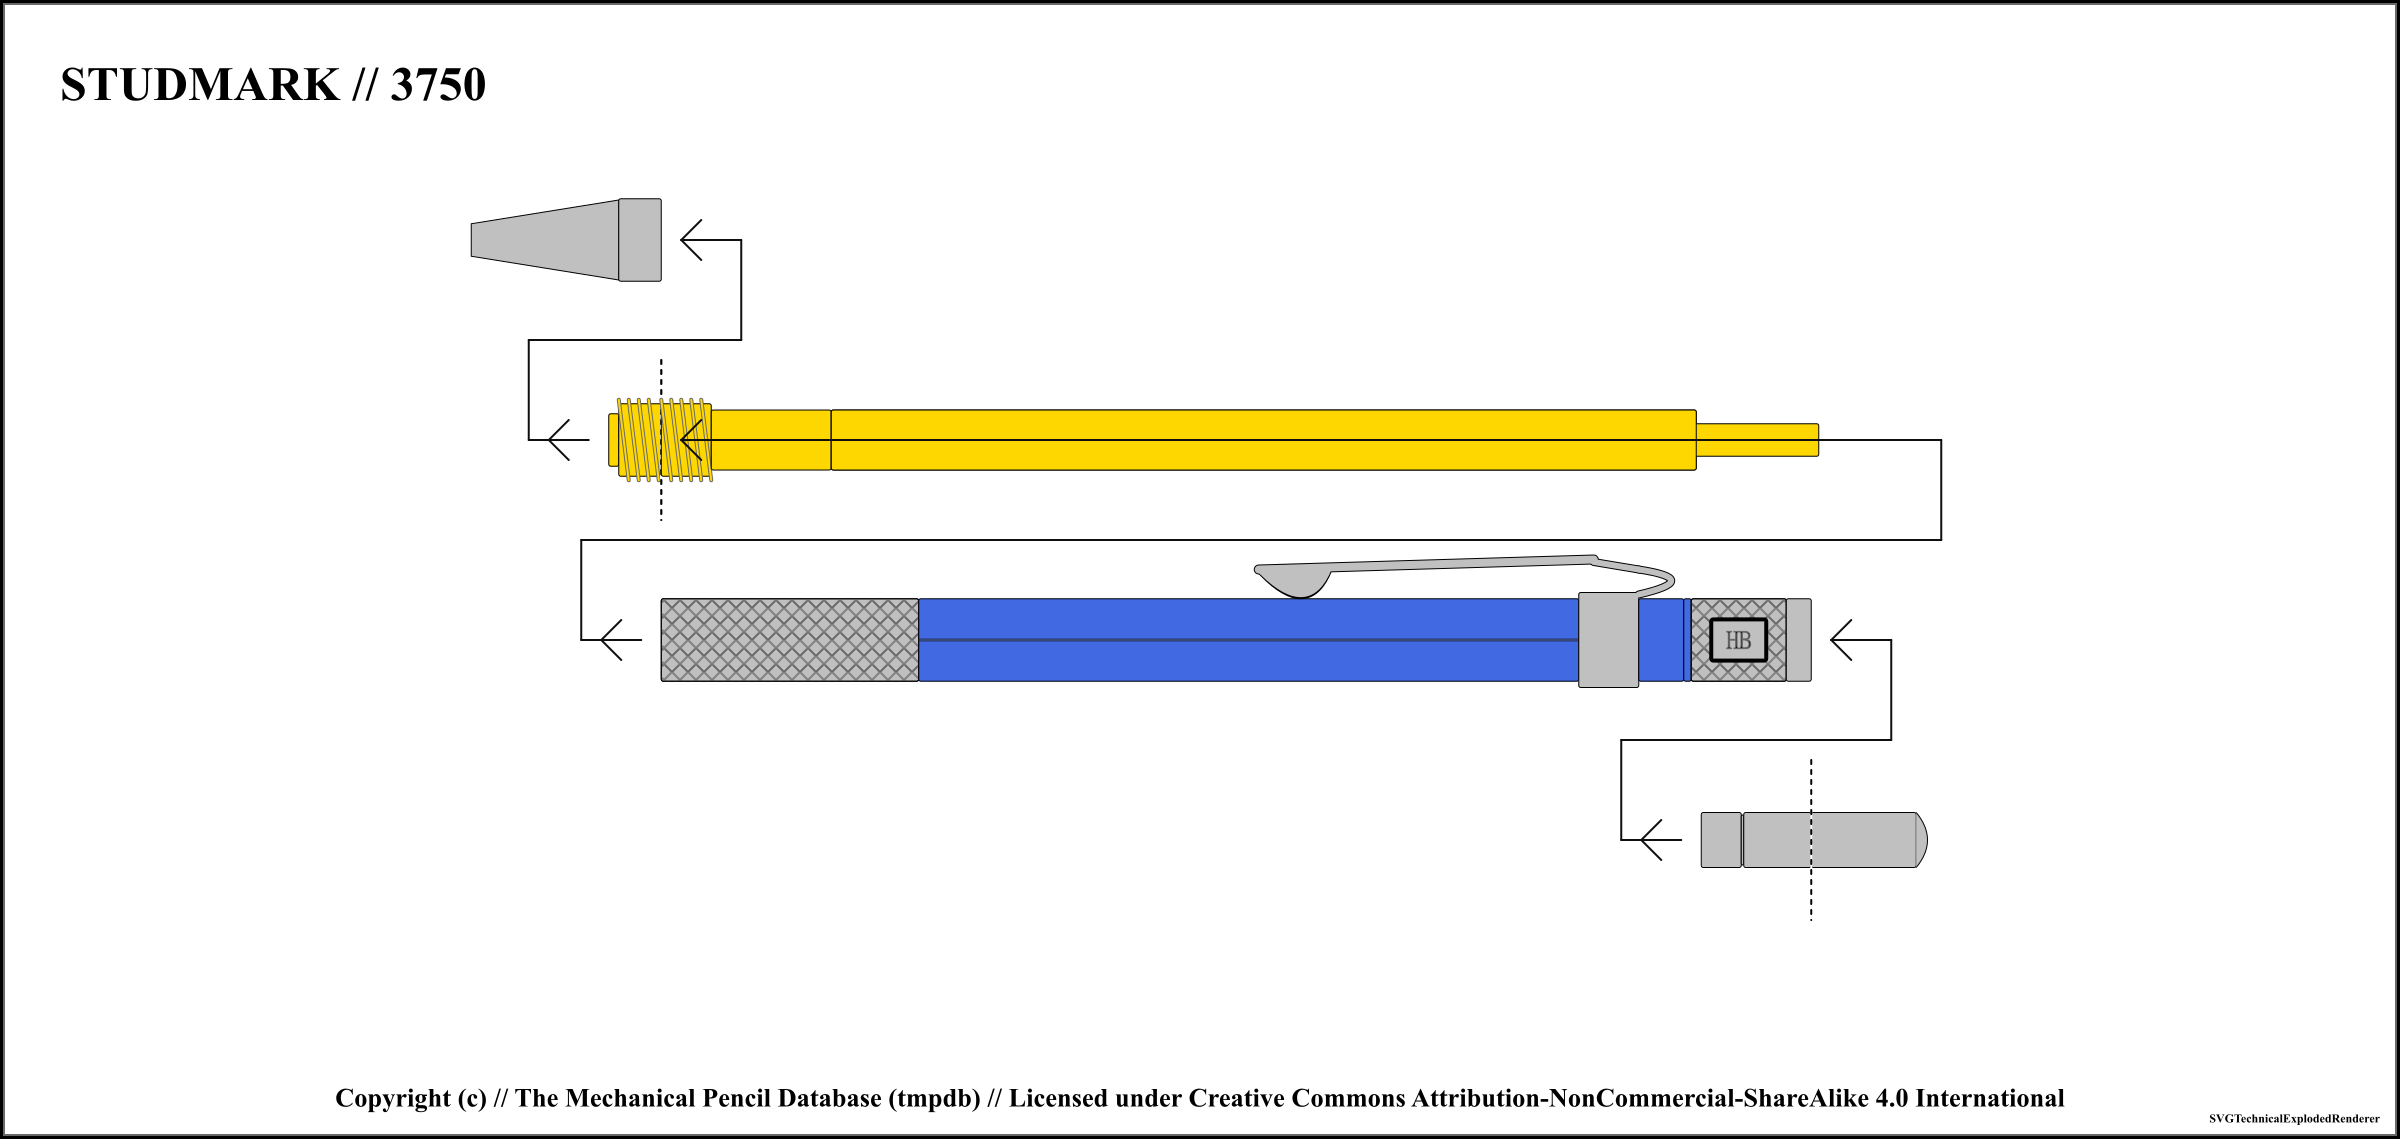 STUDMARK // 3750
HB
Copyright (c) // The Mechanical Pencil Database (tmpdb) // Licensed under Creative Commons Attribution-NonCommercial-ShareAlike 4.0 International
SVGTechnicalExplodedRenderer